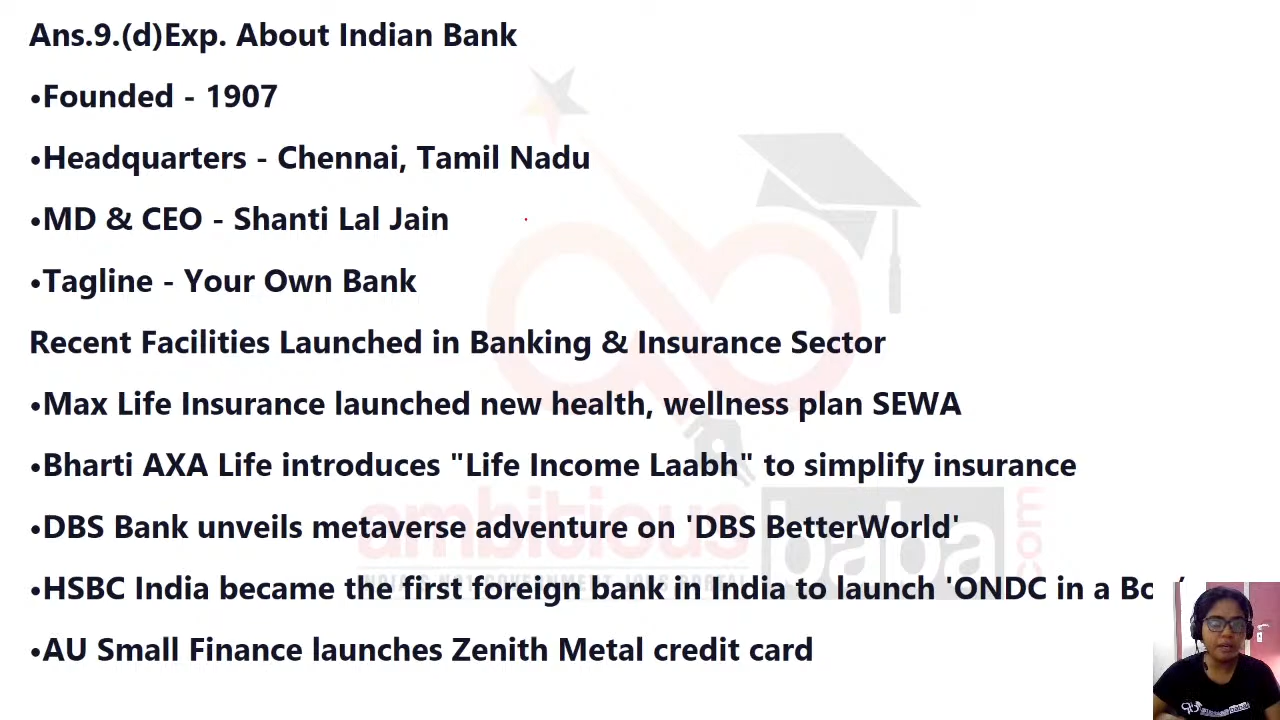 Ans.9.(d)Exp. About Indian Bank
•Founded - 1907
•Headquarters - Chennai, Tamil Nadu
•MD & CEO - Shanti Lal Jain
•Tagline - Your Own Bank
Recent Facilities Launched in Banking & Insurance Sector
•Max Life Insurance launched new health, wellness plan SEWA
•Bharti AXA Life introduces "Life Income Laabh" to simplify insurance
•DBS Bank unveils metaverse adventure on 'DBS BetterWorld'
•HSBC India became the first foreign bank in India to launch 'ONDC in a
•AU Small Finance launches Zenith Metal credit card
ambitious baba .com